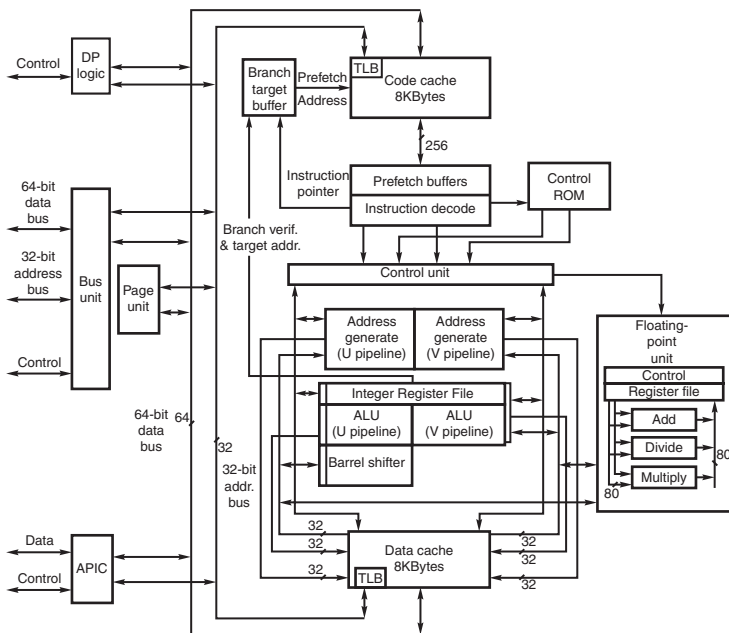 Control
DP
logic
Branch
target
buffer
Prefetch
Address
TLB
Code cache
8KBytes
256
Instruction
pointer
Prefetch buffers
Instruction decode
Control
ROM
64-bit
data
bus
32-bit
address
bus
Control
Bus
unit
Page
unit
Branch verif.
& target addr.
Control unit
Address
generate
(U pipeline)
Address
generate
(V pipeline)
Integer Register File
ALU
(U pipeline)
ALU
(V pipeline)
Barrel shifter
Floating-
point
unit
Control
Register file
Add
Divide
Multiply
80
80
64-bit
data
bus
64
32
32-bit
addr.
bus
Data
Control
APIC
32
32
32
32
32
32
Data cache
8KBytes
TLB